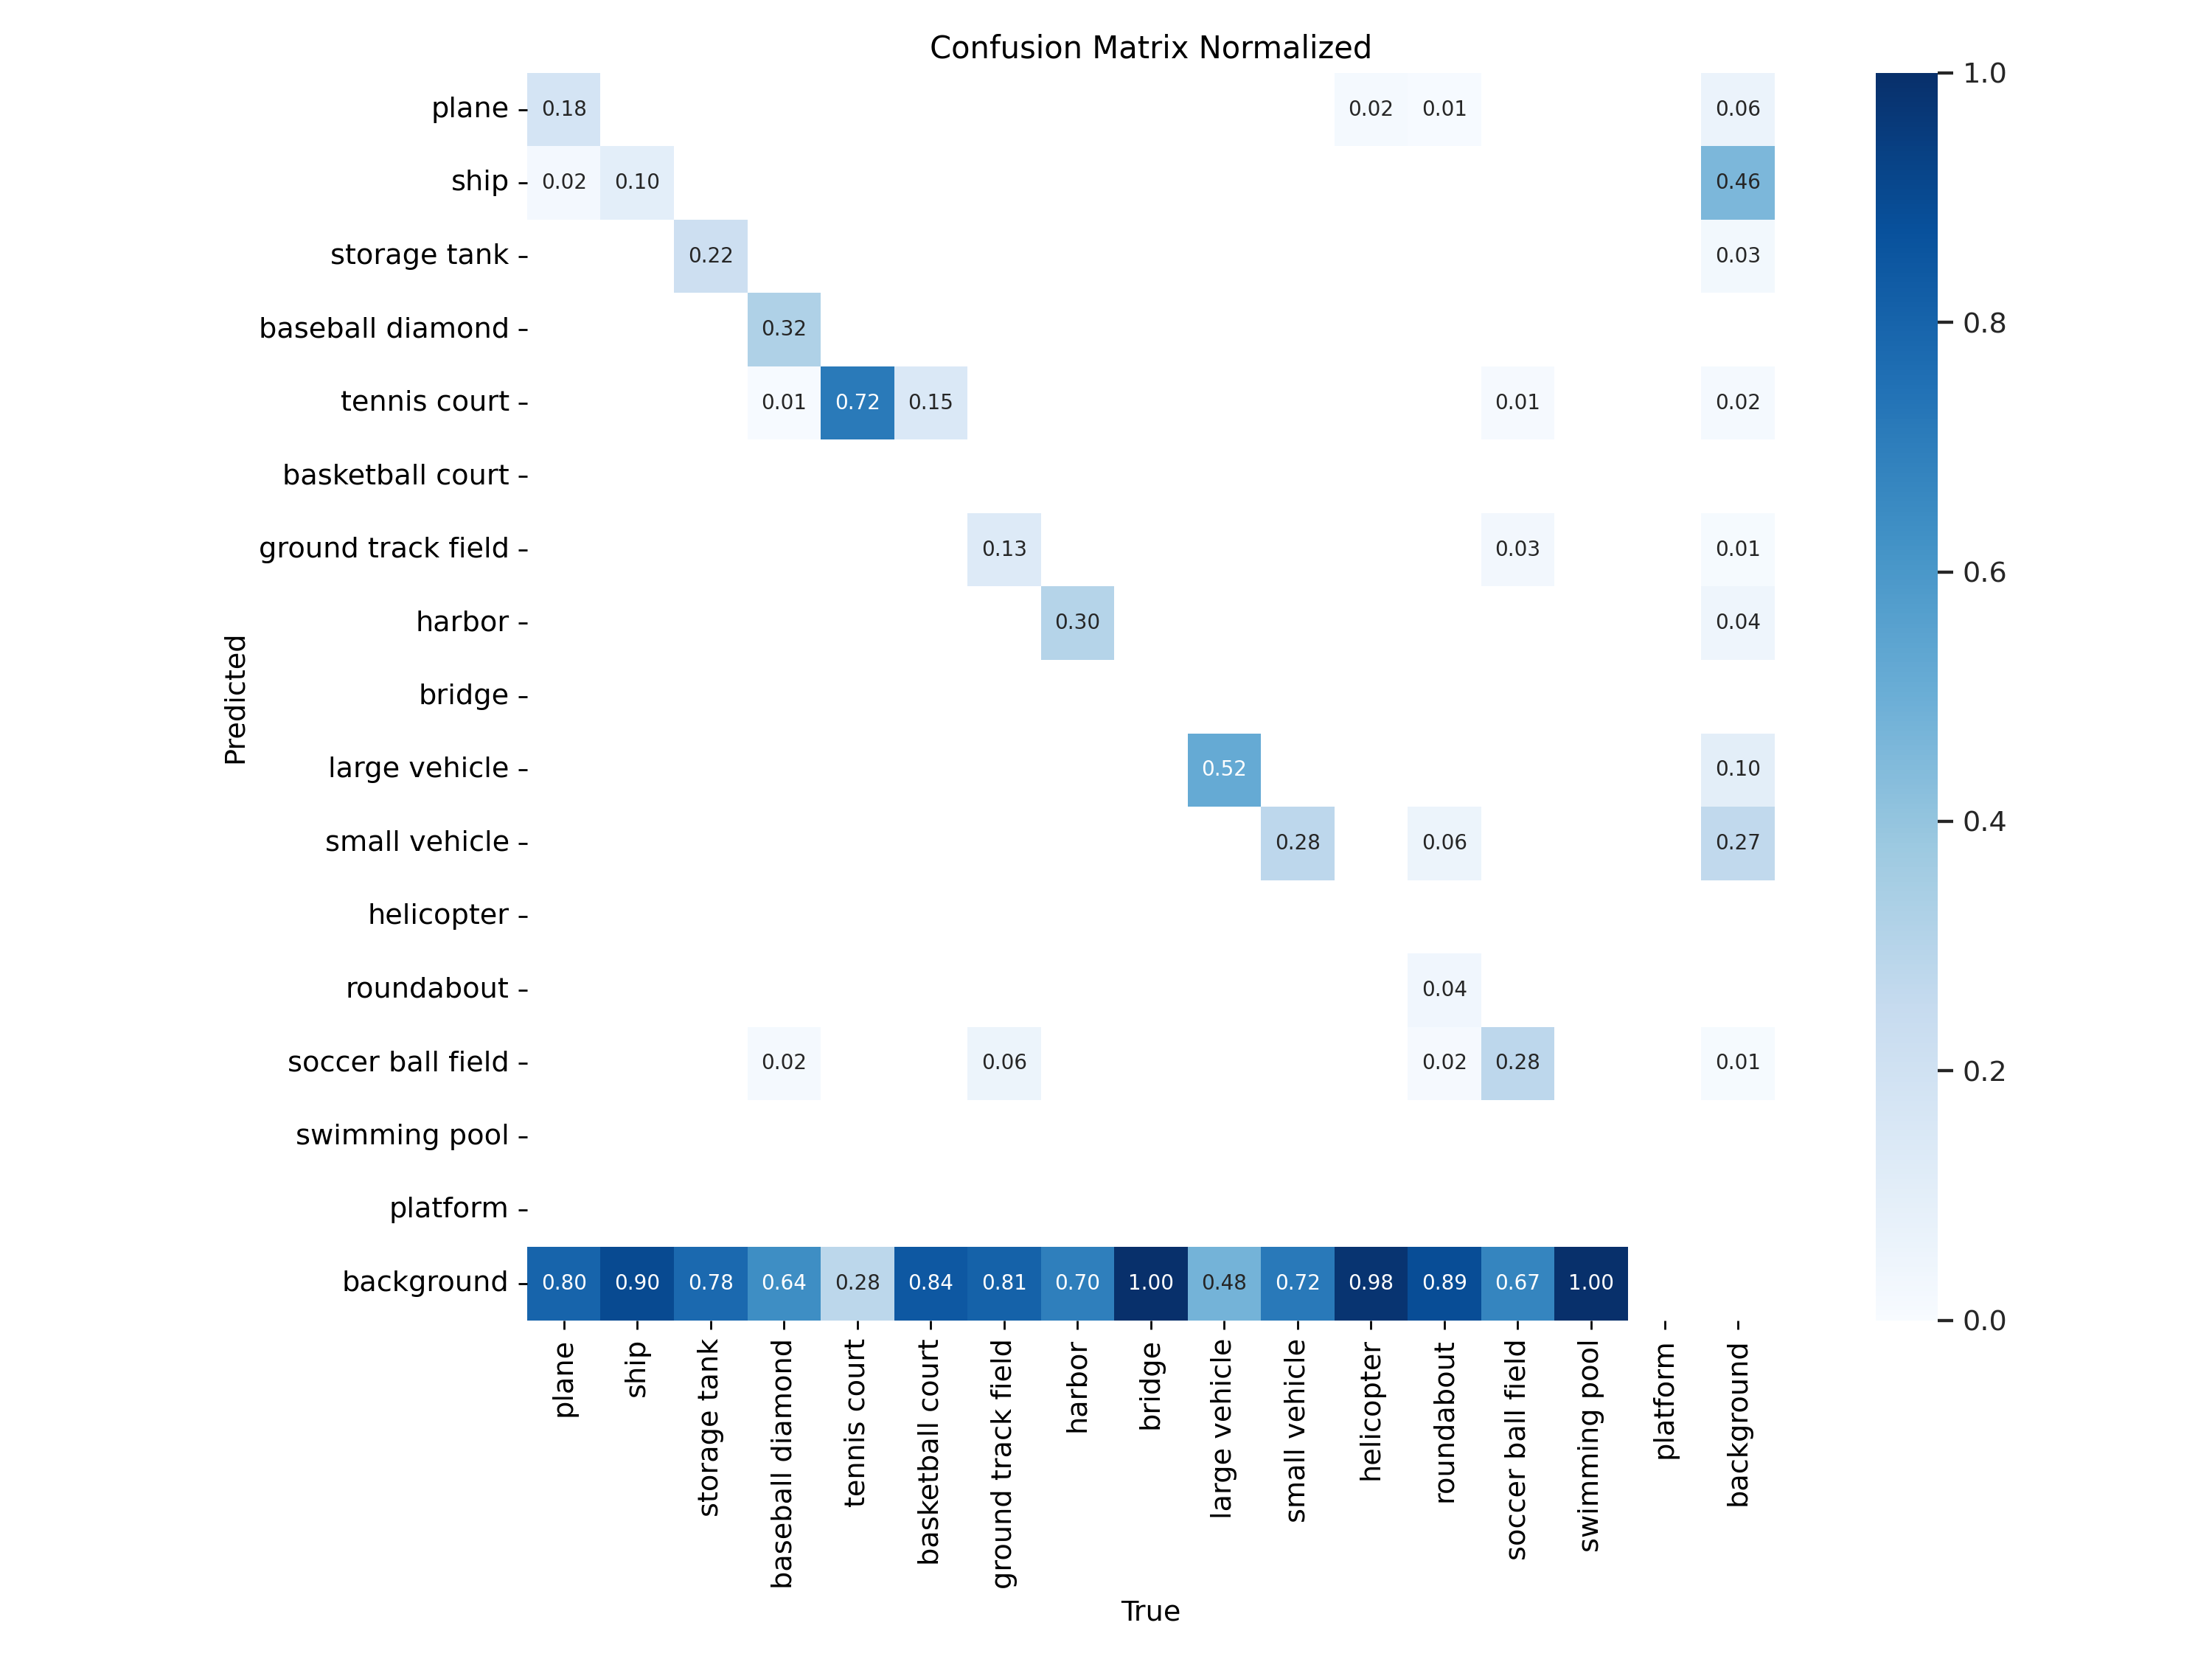 Confusion Matrix Normalized
plane 0.18 0.02 0.01 0.06
ship 0.02 0.10 0.46
storage tank 0.22 0.03
baseball diamond 0.32
tennis court 0.01 0.72 0.15 0.01 0.02
basketball court
ground track field 0.13 0.03 0.01
harbor 0.30 0.04
bridge
large vehicle 0.52 0.10
small vehicle 0.28 0.06 0.27
helicopter
roundabout 0.04
soccer ball field 0.02 0.06 0.02 0.28 0.01
swimming pool
platform
background 0.80 0.90 0.78 0.64 0.28 0.84 0.81 0.70 1.00 0.48 0.72 0.98 0.89 0.67 1.00
Predicted
plane
ship
storage tank
baseball diamond
tennis court
basketball court
ground track field
harbor
bridge
large vehicle
small vehicle
helicopter
roundabout
soccer ball field
swimming pool
platform
background
True
1.0
0.8
0.6
0.4
0.2
0.0